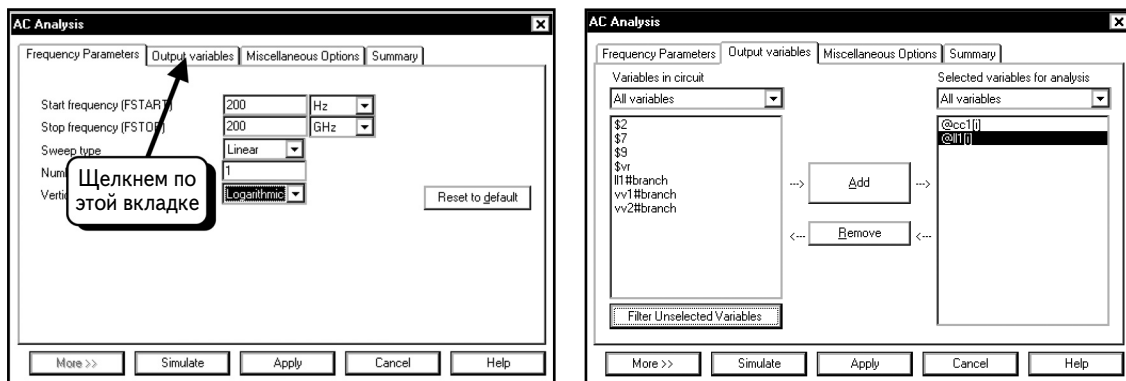 AC Analysis
Frequency Parameters Output variables Miscellaneous Options Summary
Start frequency (FSTART) 200 Hz
Stop frequency (FSTOP) 200 GHz
Sweep type Linear
1
Logarithmic
Reset to default
Щелкнем по
этой вкладке
More >> Simulate Apply Cancel Help
AC Analysis
Frequency Parameters Output variables Miscellaneous Options Summary
Variables in circuit
All variables
$2
$7
$9
$vr
ll1#branch
vv1#branch
vv2#branch
Filter Unselected Variables
---> Add --->
<--- Remove <---
Selected variables for analysis
All variables
@cc1[i]
@ll1[i]
More >> Simulate Apply Cancel Help